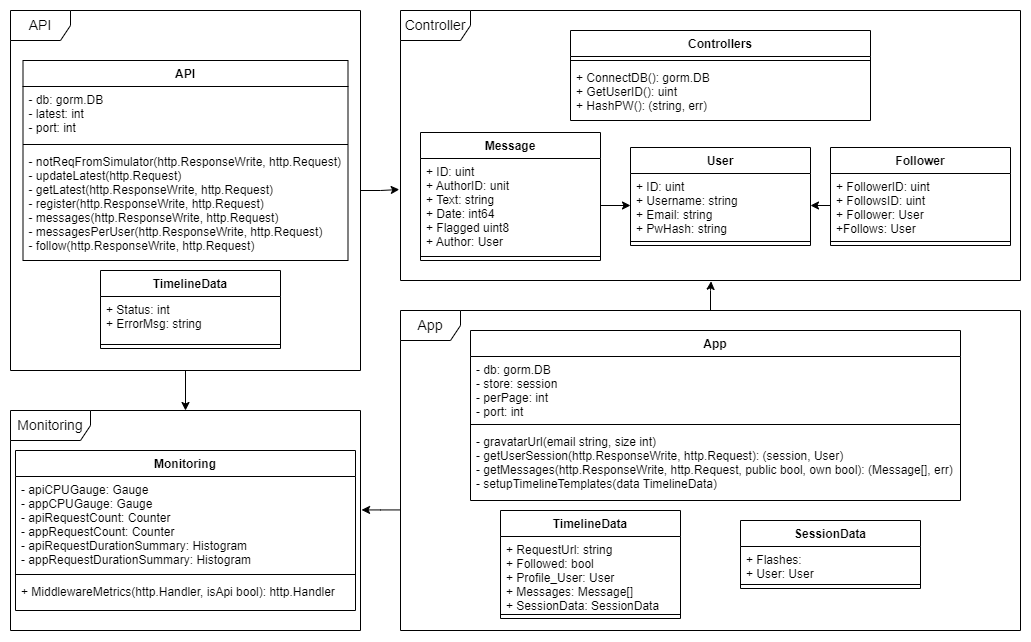 API
API
- db: gorm.DB
- latest: int
- port: int
- notReqFromSimulator(http.ResponseWrite, http.Request)
- updateLatest(http.Request)
- getLatest(http.ResponseWrite, http.Request)
- register(http.ResponseWrite, http.Request)
- messages(http.ResponseWrite, http.Request)
- messagesPerUser(http.ResponseWrite, http.Request)
- follow(http.ResponseWrite, http.Request)
TimelineData
+ Status: int
+ ErrorMsg: string
Controller
Controllers
+ ConnectDB(): gorm.DB
+ GetUserID(): uint
+ HashPW(): (string, err)
Message
+ ID: uint
+ AuthorID: unit
+ Text: string
+ Date: int64
+ Flagged uint8
+ Author: User
User
+ ID: uint
+ Username: string
+ Email: string
+ PwHash: string
Follower
+ FollowerID: uint
+ FollowsID: uint
+ Follower: User
+Follows: User
Monitoring
Monitoring
- apiCPUGauge: Gauge
- appCPUGauge: Gauge
- apiRequestCount: Counter
- appRequestCount: Counter
- apiRequestDurationSummary: Histogram
- appRequestDurationSummary: Histogram
+ MiddlewareMetrics(http.Handler, isApi bool): http.Handler
App
App
- db: gorm.DB
- store: session
- perPage: int
- port: int
- gravatarUrl(email string, size int)
- getUserSession(http.ResponseWrite, http.Request): (session, User)
- getMessages(http.ResponseWrite, http.Request, public bool, own bool): (Message[], err)
- setupTimelineTemplates(data TimelineData)
TimelineData
+ RequestUrl: string
+ Followed: bool
+ Profile_User: User
+ Messages: Message[]
+ SessionData: SessionData
SessionData
+ Flashes:
+ User: User